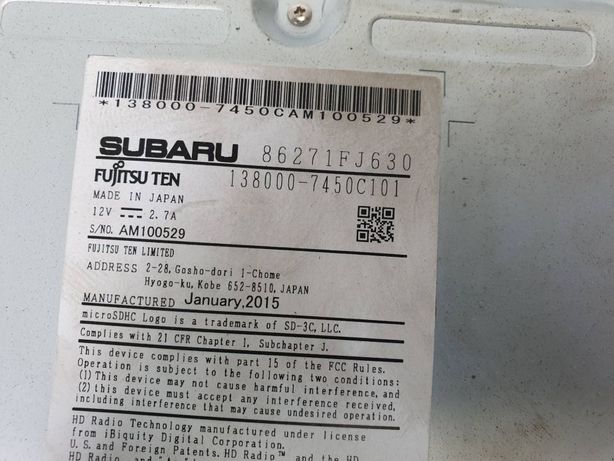 *138000-7450CAM100529*
SUBARU 86271FJ630
FUJITSU TEN 138000-7450C101
MADE IN JAPAN
12V 2.7A
S/NO. AM100529
FUJITSU TEN LIMITED
ADDRESS 2-28, Gosho-dori 1-Chome
Hyogo-ku, Kobe 652-8510, JAPAN
MANUFACTURED January,2015
microSDHC Logo is a trademark of SD-3C, LLC.
Complies with 21 CFR Chapter I, Subchapter J.
This device complies with part 15 of the FCC Rules.
Operation is subject to the following two conditions:
(1)This device may not cause harmful interference, and
(2)this device must accept any interference received,
including interference that may cause undesired operation.
HD Radio Technology manufactured under license
from iBiquity Digital Corporation.
U.S. and Foreign Patents. HD Radio™ and the HD
HD Radio, and